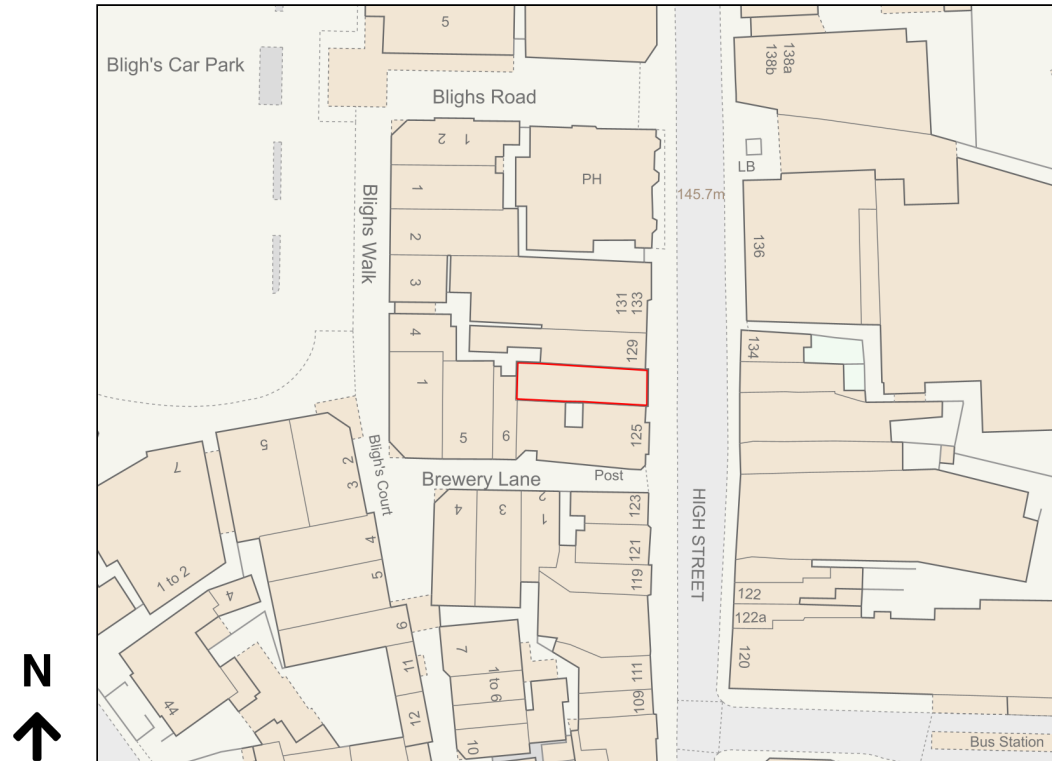 5
Bligh's Car Park
138a
138b
Blighs Road
1
2
LB
PH
145.7m
1
Blighs Walk
2
136
3
131
133
4
129
134
1
5
6
125
5
2
3
Bligh's Court
7
Brewery Lane
Post
4
3
2
1
123
HIGH STREET
4
121
5
119
1 to 2
122
4
122a
6
7
120
11
1 to 6
111
N
44
12
109
10
Bus Station